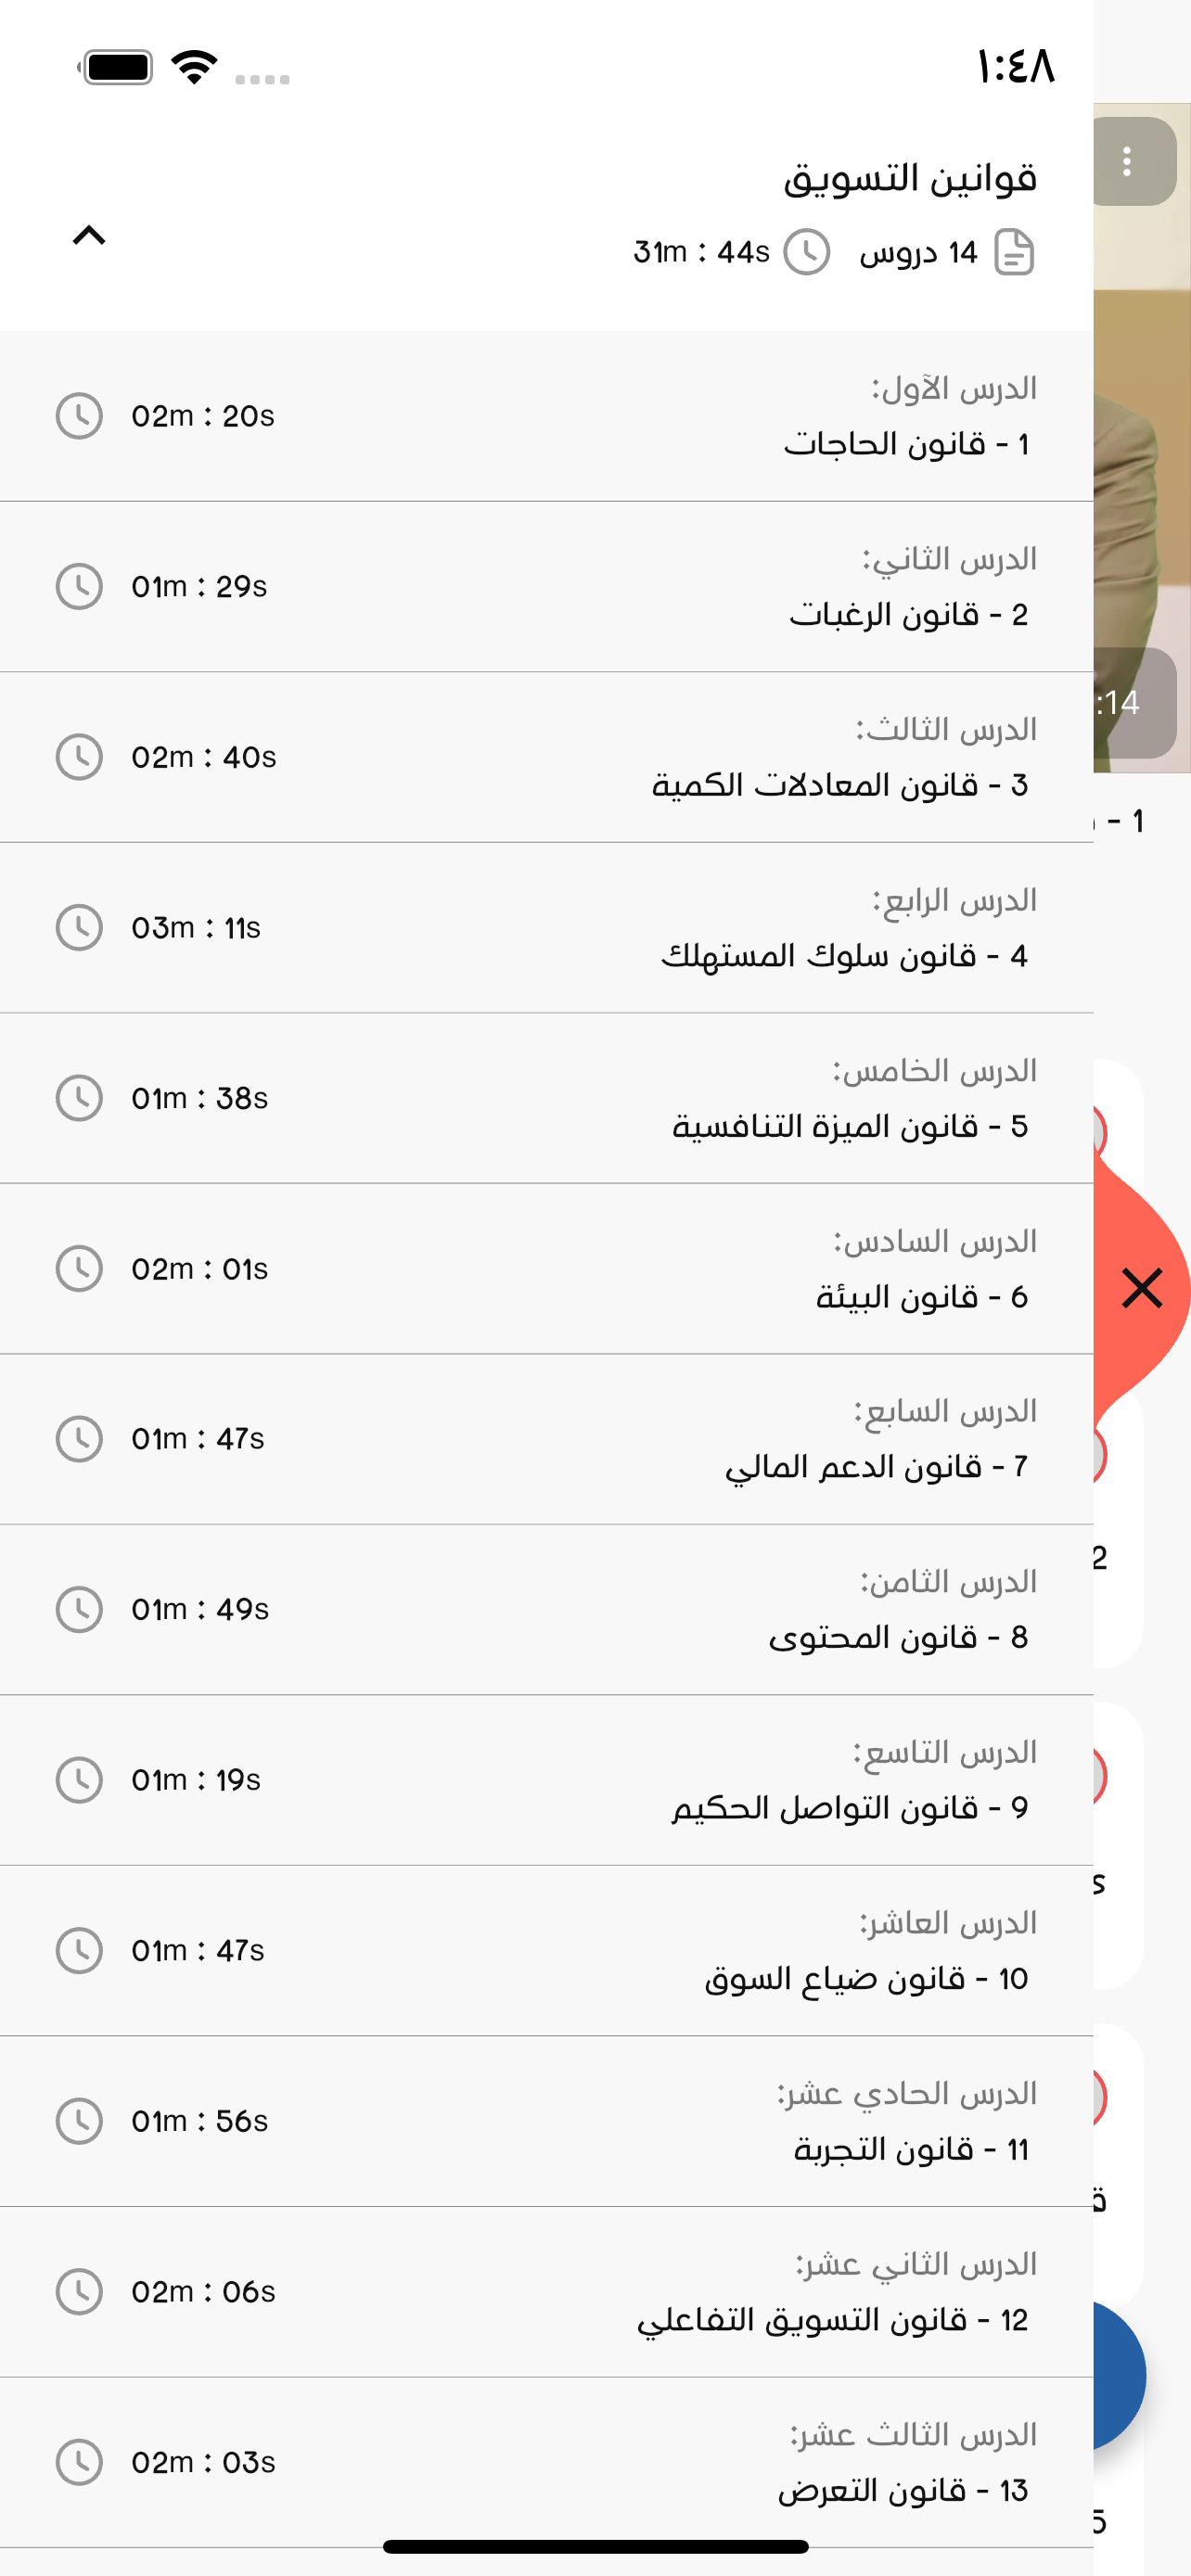 ١:٤٨
قوانين التسويق
14 دروس 31m : 44s
الدرس الآول:
1 - قانون الحاجات
02m : 20s
الدرس الثاني:
2 - قانون الرغبات
01m : 29s
الدرس الثالث:
3 - قانون المعادلات الكمية
02m : 40s
الدرس الرابع:
4 - قانون سلوك المستهلك
03m : 11s
الدرس الخامس:
5 - قانون الميزة التنافسية
01m : 38s
الدرس السادس:
6 - قانون البيئة
02m : 01s
الدرس السابع:
7 - قانون الدعم المالي
01m : 47s
الدرس الثامن:
8 - قانون المحتوى
01m : 49s
الدرس التاسع:
9 - قانون التواصل الحكيم
01m : 19s
الدرس العاشر:
10 - قانون ضياع السوق
01m : 47s
الدرس الحادي عشر:
11 - قانون التجربة
01m : 56s
الدرس الثاني عشر:
12 - قانون التسويق التفاعلي
02m : 06s
الدرس الثالث عشر:
13 - قانون التعرض
02m : 03s
:14
1 -
2
5